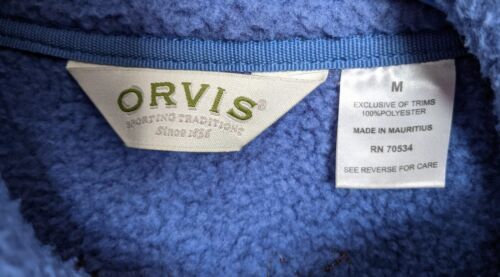 ORVIS®
SPORTING TRADITIONS
Since 1856
M
EXCLUSIVE OF TRIMS
100%POLYESTER
MADE IN MAURITIUS
RN 70534
SEE REVERSE FOR CARE